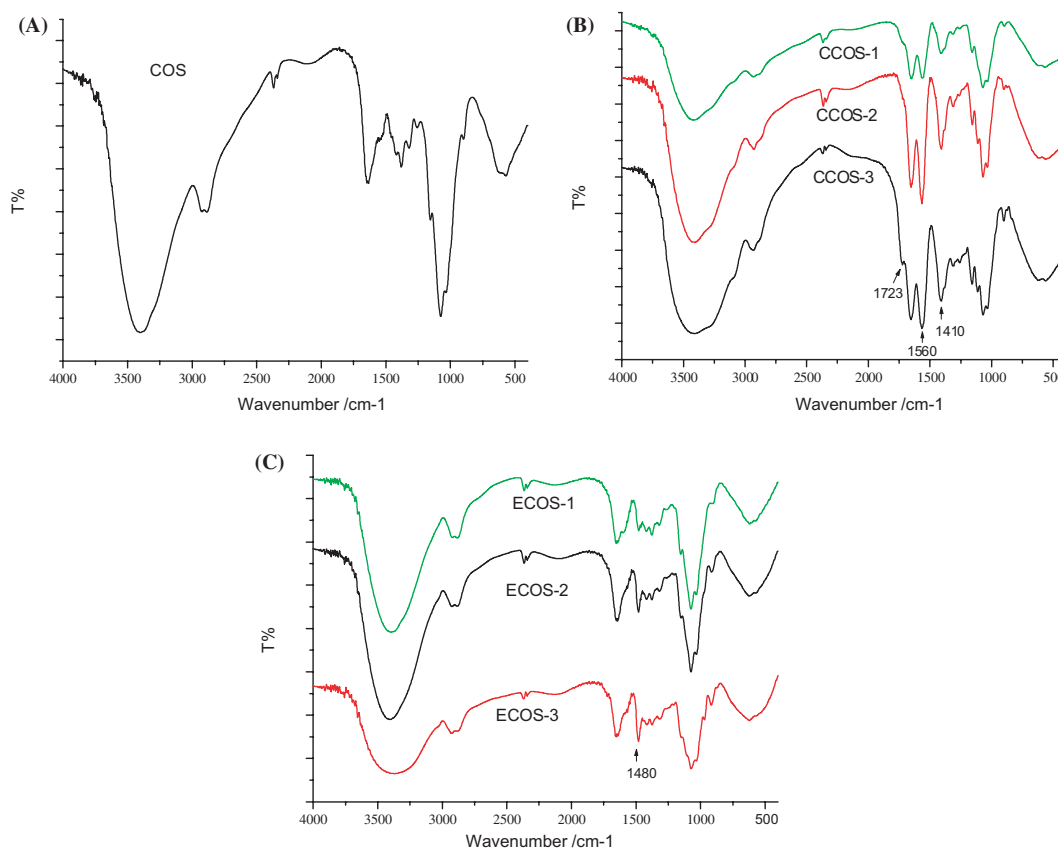 (A)
COS
T%
4000 3500 3000 2500 2000 1500 1000 500
Wavenumber /cm-1
(B)
CCOS-1
CCOS-2
CCOS-3
T%
1723
1410
1560
4000 3500 3000 2500 2000 1500 1000
Wavenumber /cm-1
(C)
ECOS-1
ECOS-2
ECOS-3
T%
1480
4000 3500 3000 2500 2000 1500 1000 500
Wavenumber /cm-1